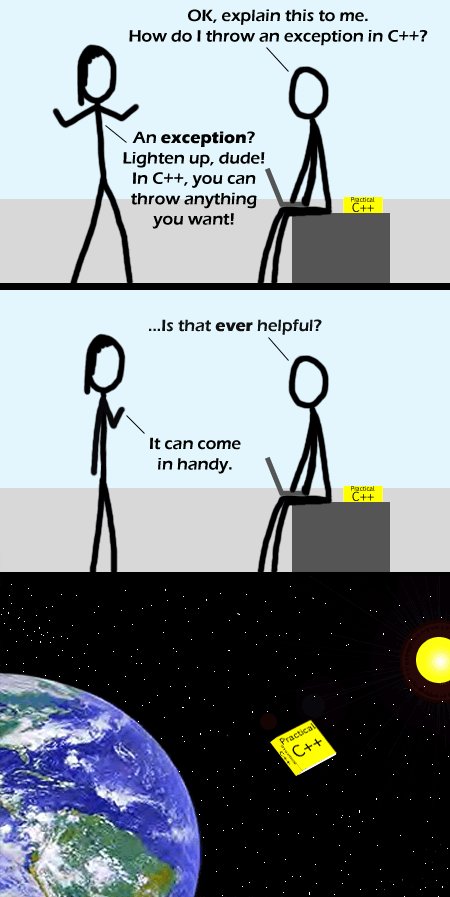 OK, explain this to me.
How do I throw an exception in C++?
An exception?
Lighten up, dude!
In C++, you can
throw anything
you want!
Practical
C++
...Is that ever helpful?
It can come
in handy.
Practical
C++
Practical
C++